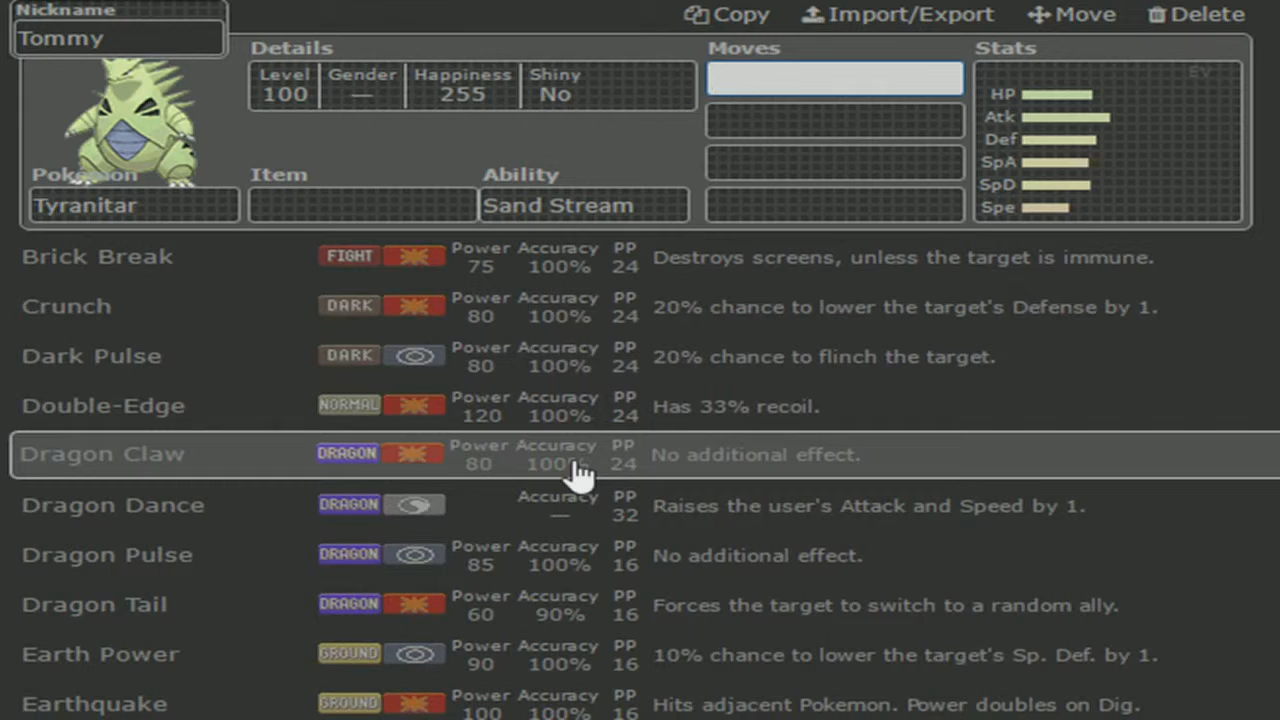 Nickname
Copy Import/Export Move Delete
Tommy
Details Moves Stats
Level Gender Happiness Shiny EV
100 — 255 No
HP
Atk
Def
SpA
SpD
Spe
Pokémon Item Ability
Tyranitar Sand Stream
Brick Break FIGHT Power 75 Accuracy 100% PP 24 Destroys screens, unless the target is immune.
Crunch DARK Power 80 Accuracy 100% PP 24 20% chance to lower the target's Defense by 1.
Dark Pulse DARK Power 80 Accuracy 100% PP 24 20% chance to flinch the target.
Double-Edge NORMAL Power 120 Accuracy 100% PP 24 Has 33% recoil.
Dragon Claw DRAGON Power 80 Accuracy 100% PP 24 No additional effect.
Dragon Dance DRAGON Accuracy — PP 32 Raises the user's Attack and Speed by 1.
Dragon Pulse DRAGON Power 85 Accuracy 100% PP 16 No additional effect.
Dragon Tail DRAGON Power 60 Accuracy 90% PP 16 Forces the target to switch to a random ally.
Earth Power GROUND Power 90 Accuracy 100% PP 16 10% chance to lower the target's Sp. Def. by 1.
Earthquake GROUND Power 100 Accuracy 100% PP 16 Hits adjacent Pokemon. Power doubles on Dig.